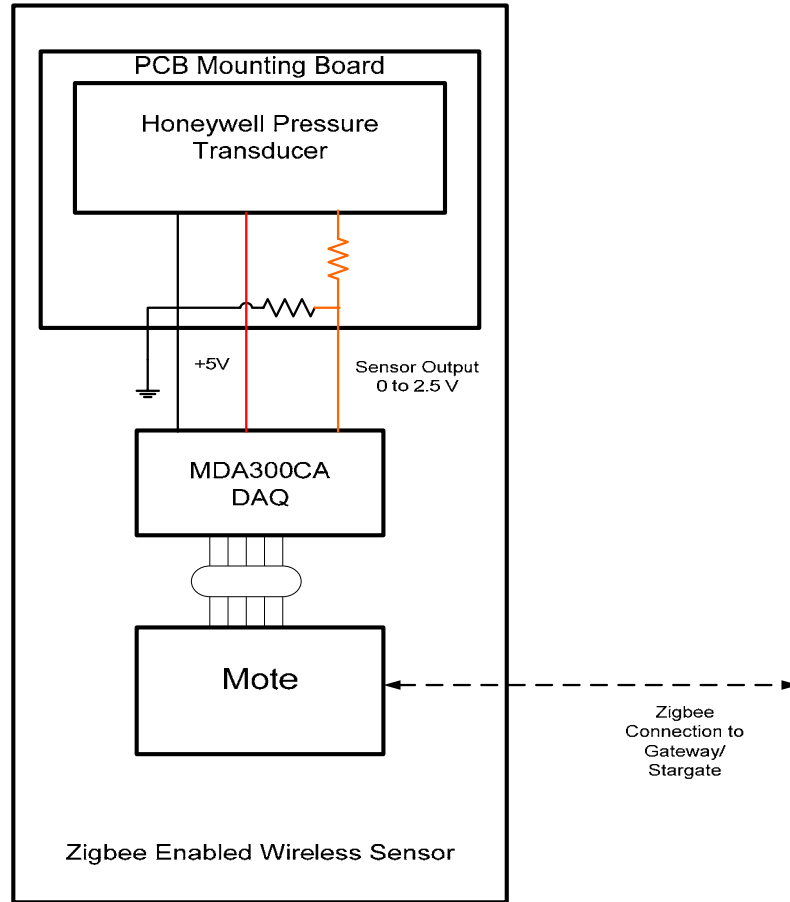 PCB Mounting Board
Honeywell Pressure
Transducer
+5V
Sensor Output
0 to 2.5 V
MDA300CA
DAQ
Mote
Zigbee
Connection to
Gateway/
Stargate
Zigbee Enabled Wireless Sensor